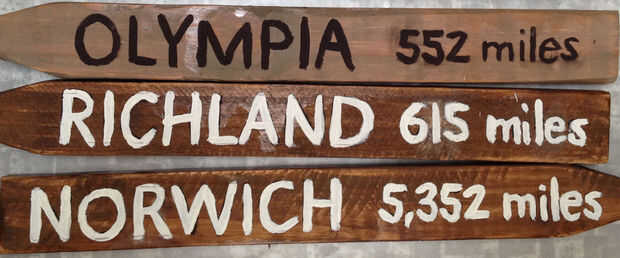 OLYMPIA 552 miles
RICHLAND 615 miles
NORWICH 5,352 miles